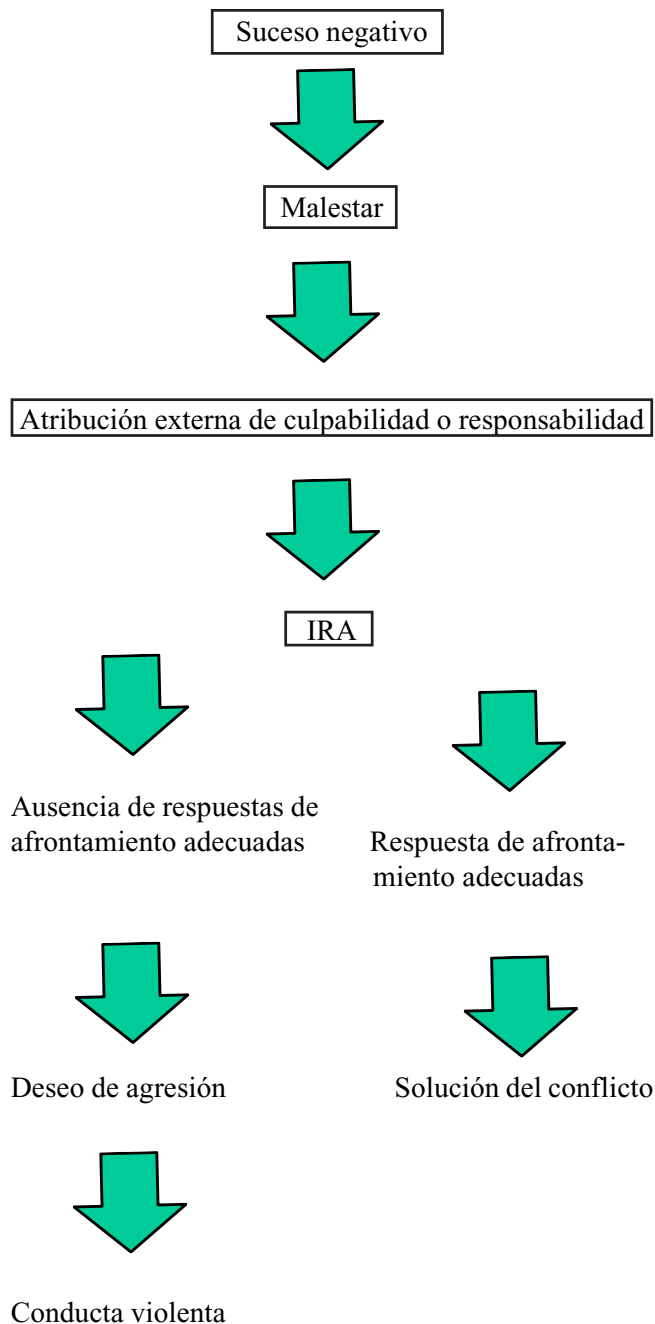 Suceso negativo
Malestar
Atribución externa de culpabilidad o responsabilidad
IRA
Ausencia de respuestas de
afrontamiento adecuadas
Respuesta de afronta-
miento adecuadas
Deseo de agresión
Solución del conflicto
Conducta violenta